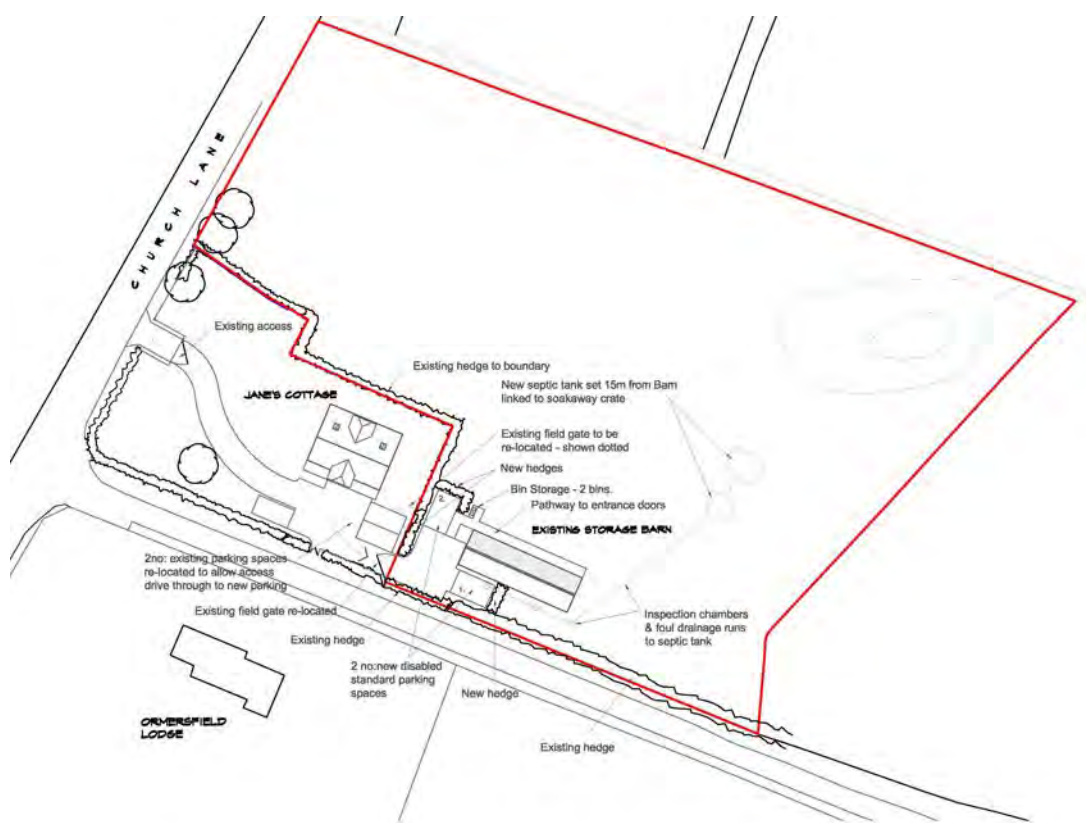 CHURCH LANE
Existing access
JANE'S COTTAGE
Existing hedge to boundary
New septic tank set 15m from Barn
linked to soakaway crate
Existing field gate to be
re-located - shown dotted
New hedges
Bin Storage - 2 bins.
Pathway to entrance doors
EXISTING STORAGE BARN
2no: existing parking spaces
re-located to allow access
drive through to new parking
Existing field gate re-located
Existing hedge
2 no:new disabled
standard parking
spaces
New hedge
Inspection chambers
& foul drainage runs
to septic tank
ORMERSFIELD
LODGE
Existing hedge